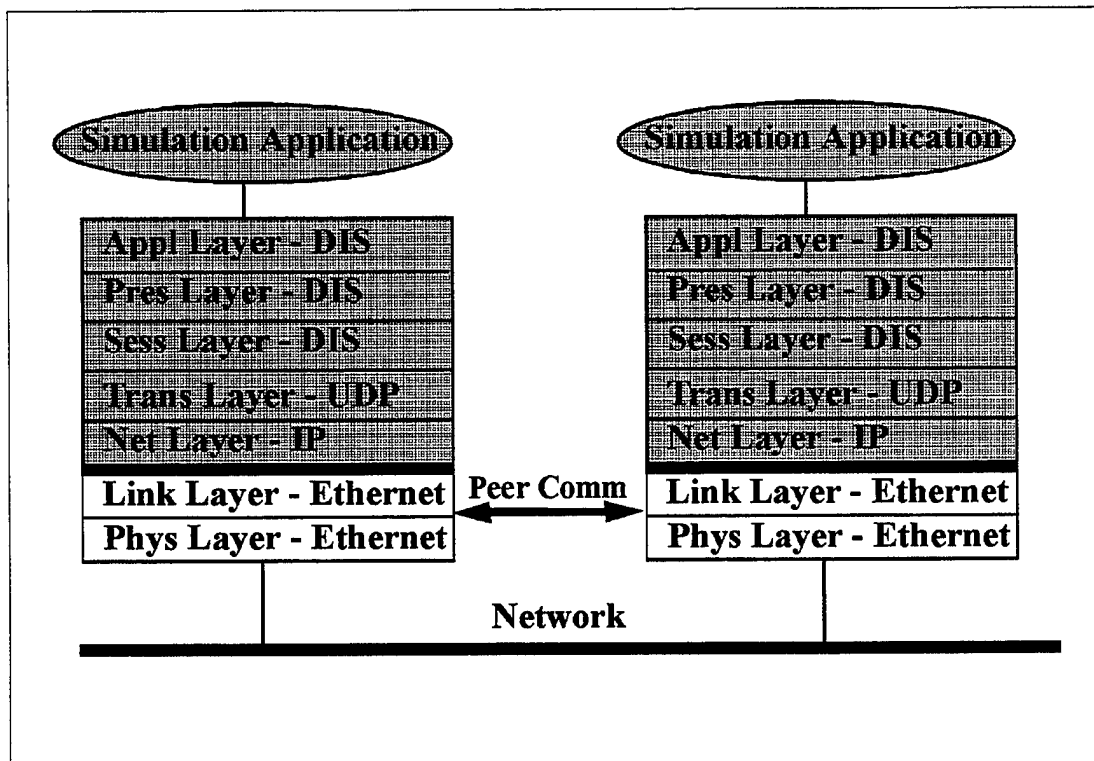 Simulation Application
Simulation Application
Appl Layer - DIS
Pres Layer - DIS
Sess Layer - DIS
Trans Layer - UDP
Net Layer - IP
Link Layer - Ethernet
Phys Layer - Ethernet
Appl Layer - DIS
Pres Layer - DIS
Sess Layer - DIS
Trans Layer - UDP
Net Layer - IP
Link Layer - Ethernet
Phys Layer - Ethernet
Peer Comm
Network